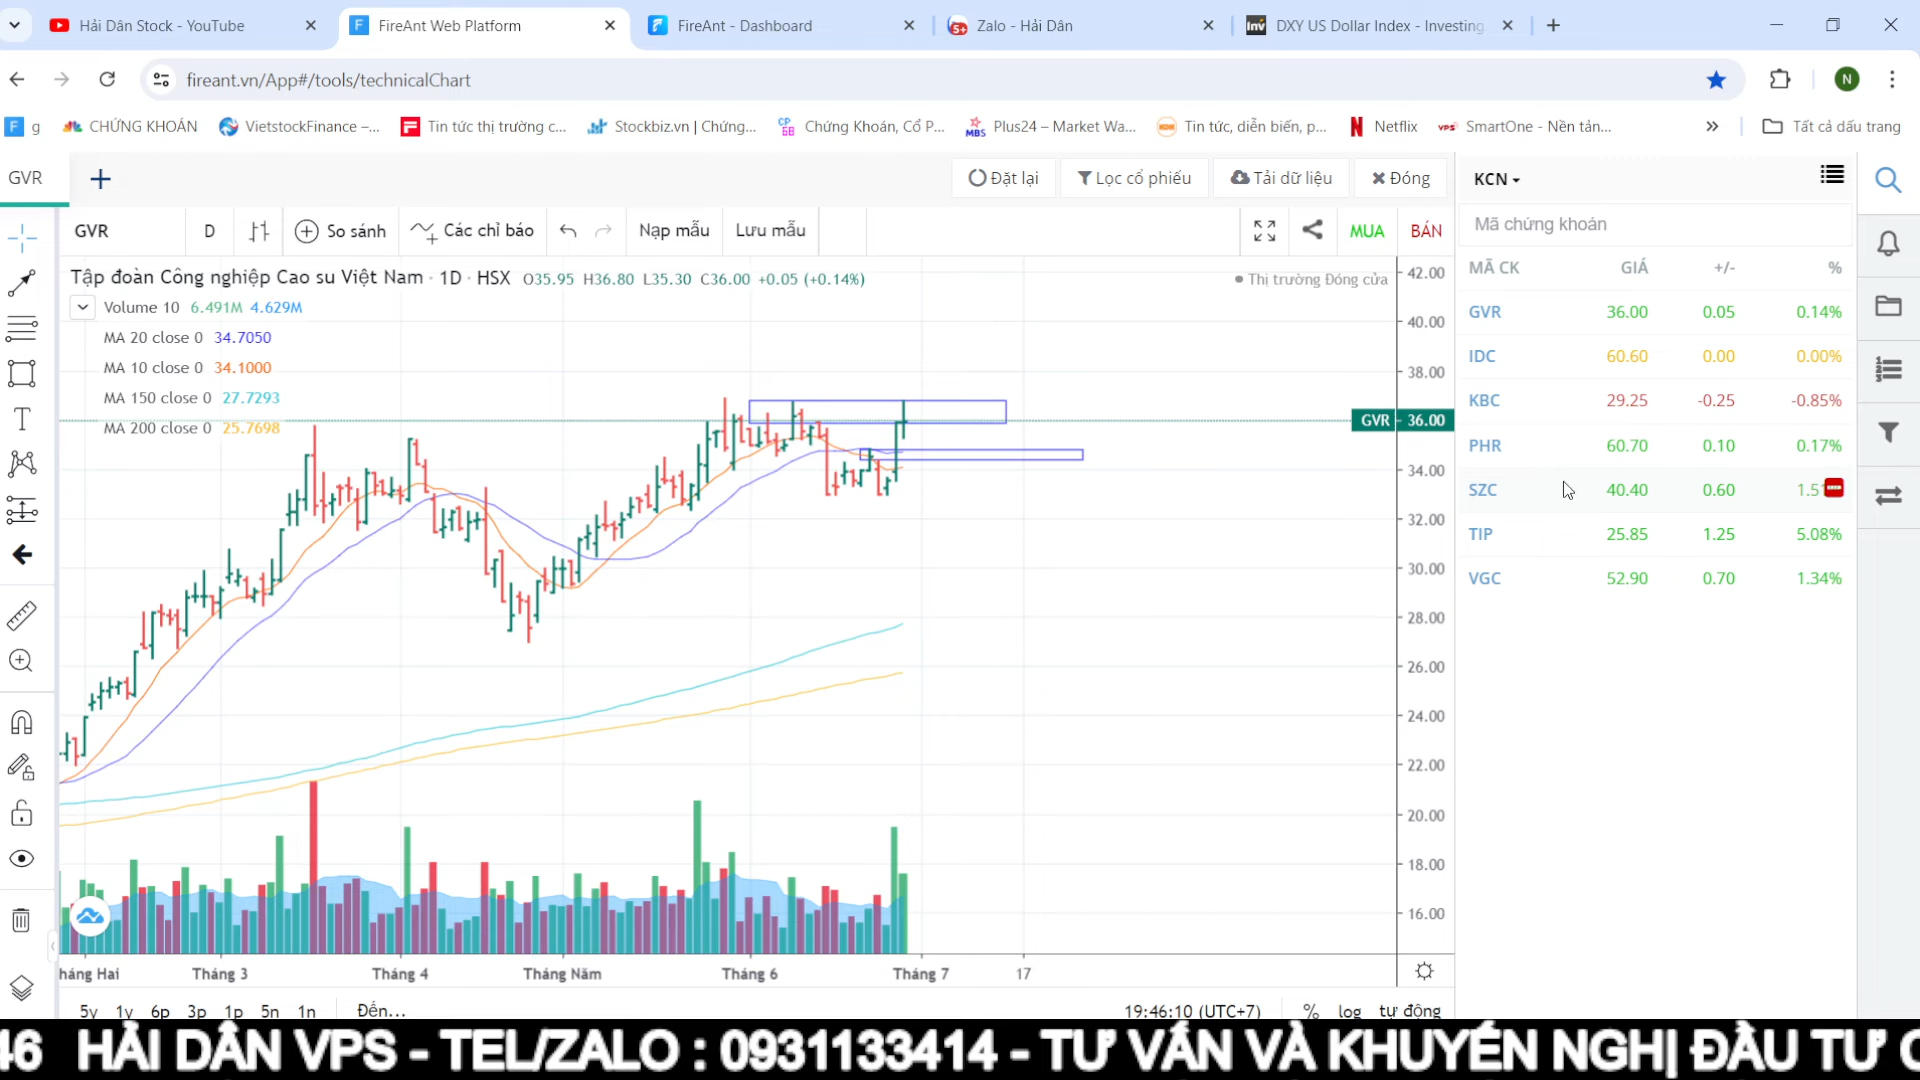 Hải Dân Stock - YouTube
FireAnt Web Platform
FireAnt - Dashboard
Zalo - Hải Dân
DXY US Dollar Index - Investing
fireant.vn/App#/tools/technicalChart
N
g
CHỨNG KHOÁN
VietstockFinance –...
Tin tức thị trường c...
Stockbiz.vn | Chứng...
Chứng Khoán, Cổ P...
Plus24 – Market Wa...
Tin tức, diễn biến, p...
Netflix
SmartOne - Nền tản...
Tất cả dấu trang
GVR
Đặt lại
Lọc cổ phiếu
Tải dữ liệu
Đóng
KCN
GVR
D
So sánh
Các chỉ báo
Nạp mẫu
Lưu mẫu
MUA
BÁN
Mã chứng khoán
Tập đoàn Công nghiệp Cao su Việt Nam · 1D · HSX O35.95 H36.80 L35.30 C36.00 +0.05 (+0.14%)
Thị trường Đóng cửa
Volume 10 6.491M 4.629M
MA 20 close 0 34.7050
MA 10 close 0 34.1000
MA 150 close 0 27.7293
MA 200 close 0 25.7698
42.00
40.00
38.00
GVR 36.00
34.00
32.00
30.00
28.00
26.00
24.00
22.00
20.00
18.00
16.00
MÃ CK GIÁ +/- %
GVR 36.00 0.05 0.14%
IDC 60.60 0.00 0.00%
KBC 29.25 -0.25 -0.85%
PHR 60.70 0.10 0.17%
SZC 40.40 0.60 1.5
TIP 25.85 1.25 5.08%
VGC 52.90 0.70 1.34%
háng Hai Tháng 3 Tháng 4 Tháng Năm Tháng 6 Tháng 7 17
5y 1y 6p 3p 1p 5n 1n Đến...
19:46:10 (UTC+7) % log tự động
46 HẢI DÂN VPS - TEL/ZALO : 0931133414 - TƯ VẤN VÀ KHUYẾN NGHỊ ĐẦU TƯ C